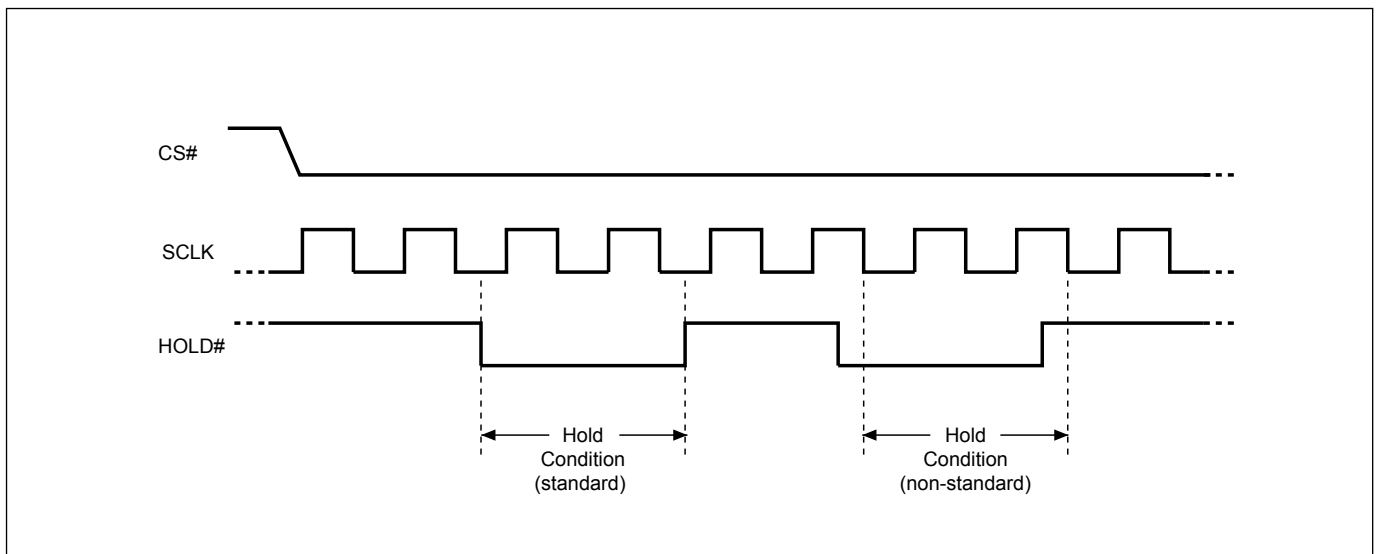 CS#
SCLK
HOLD#
Hold
Condition
(standard)
Hold
Condition
(non-standard)